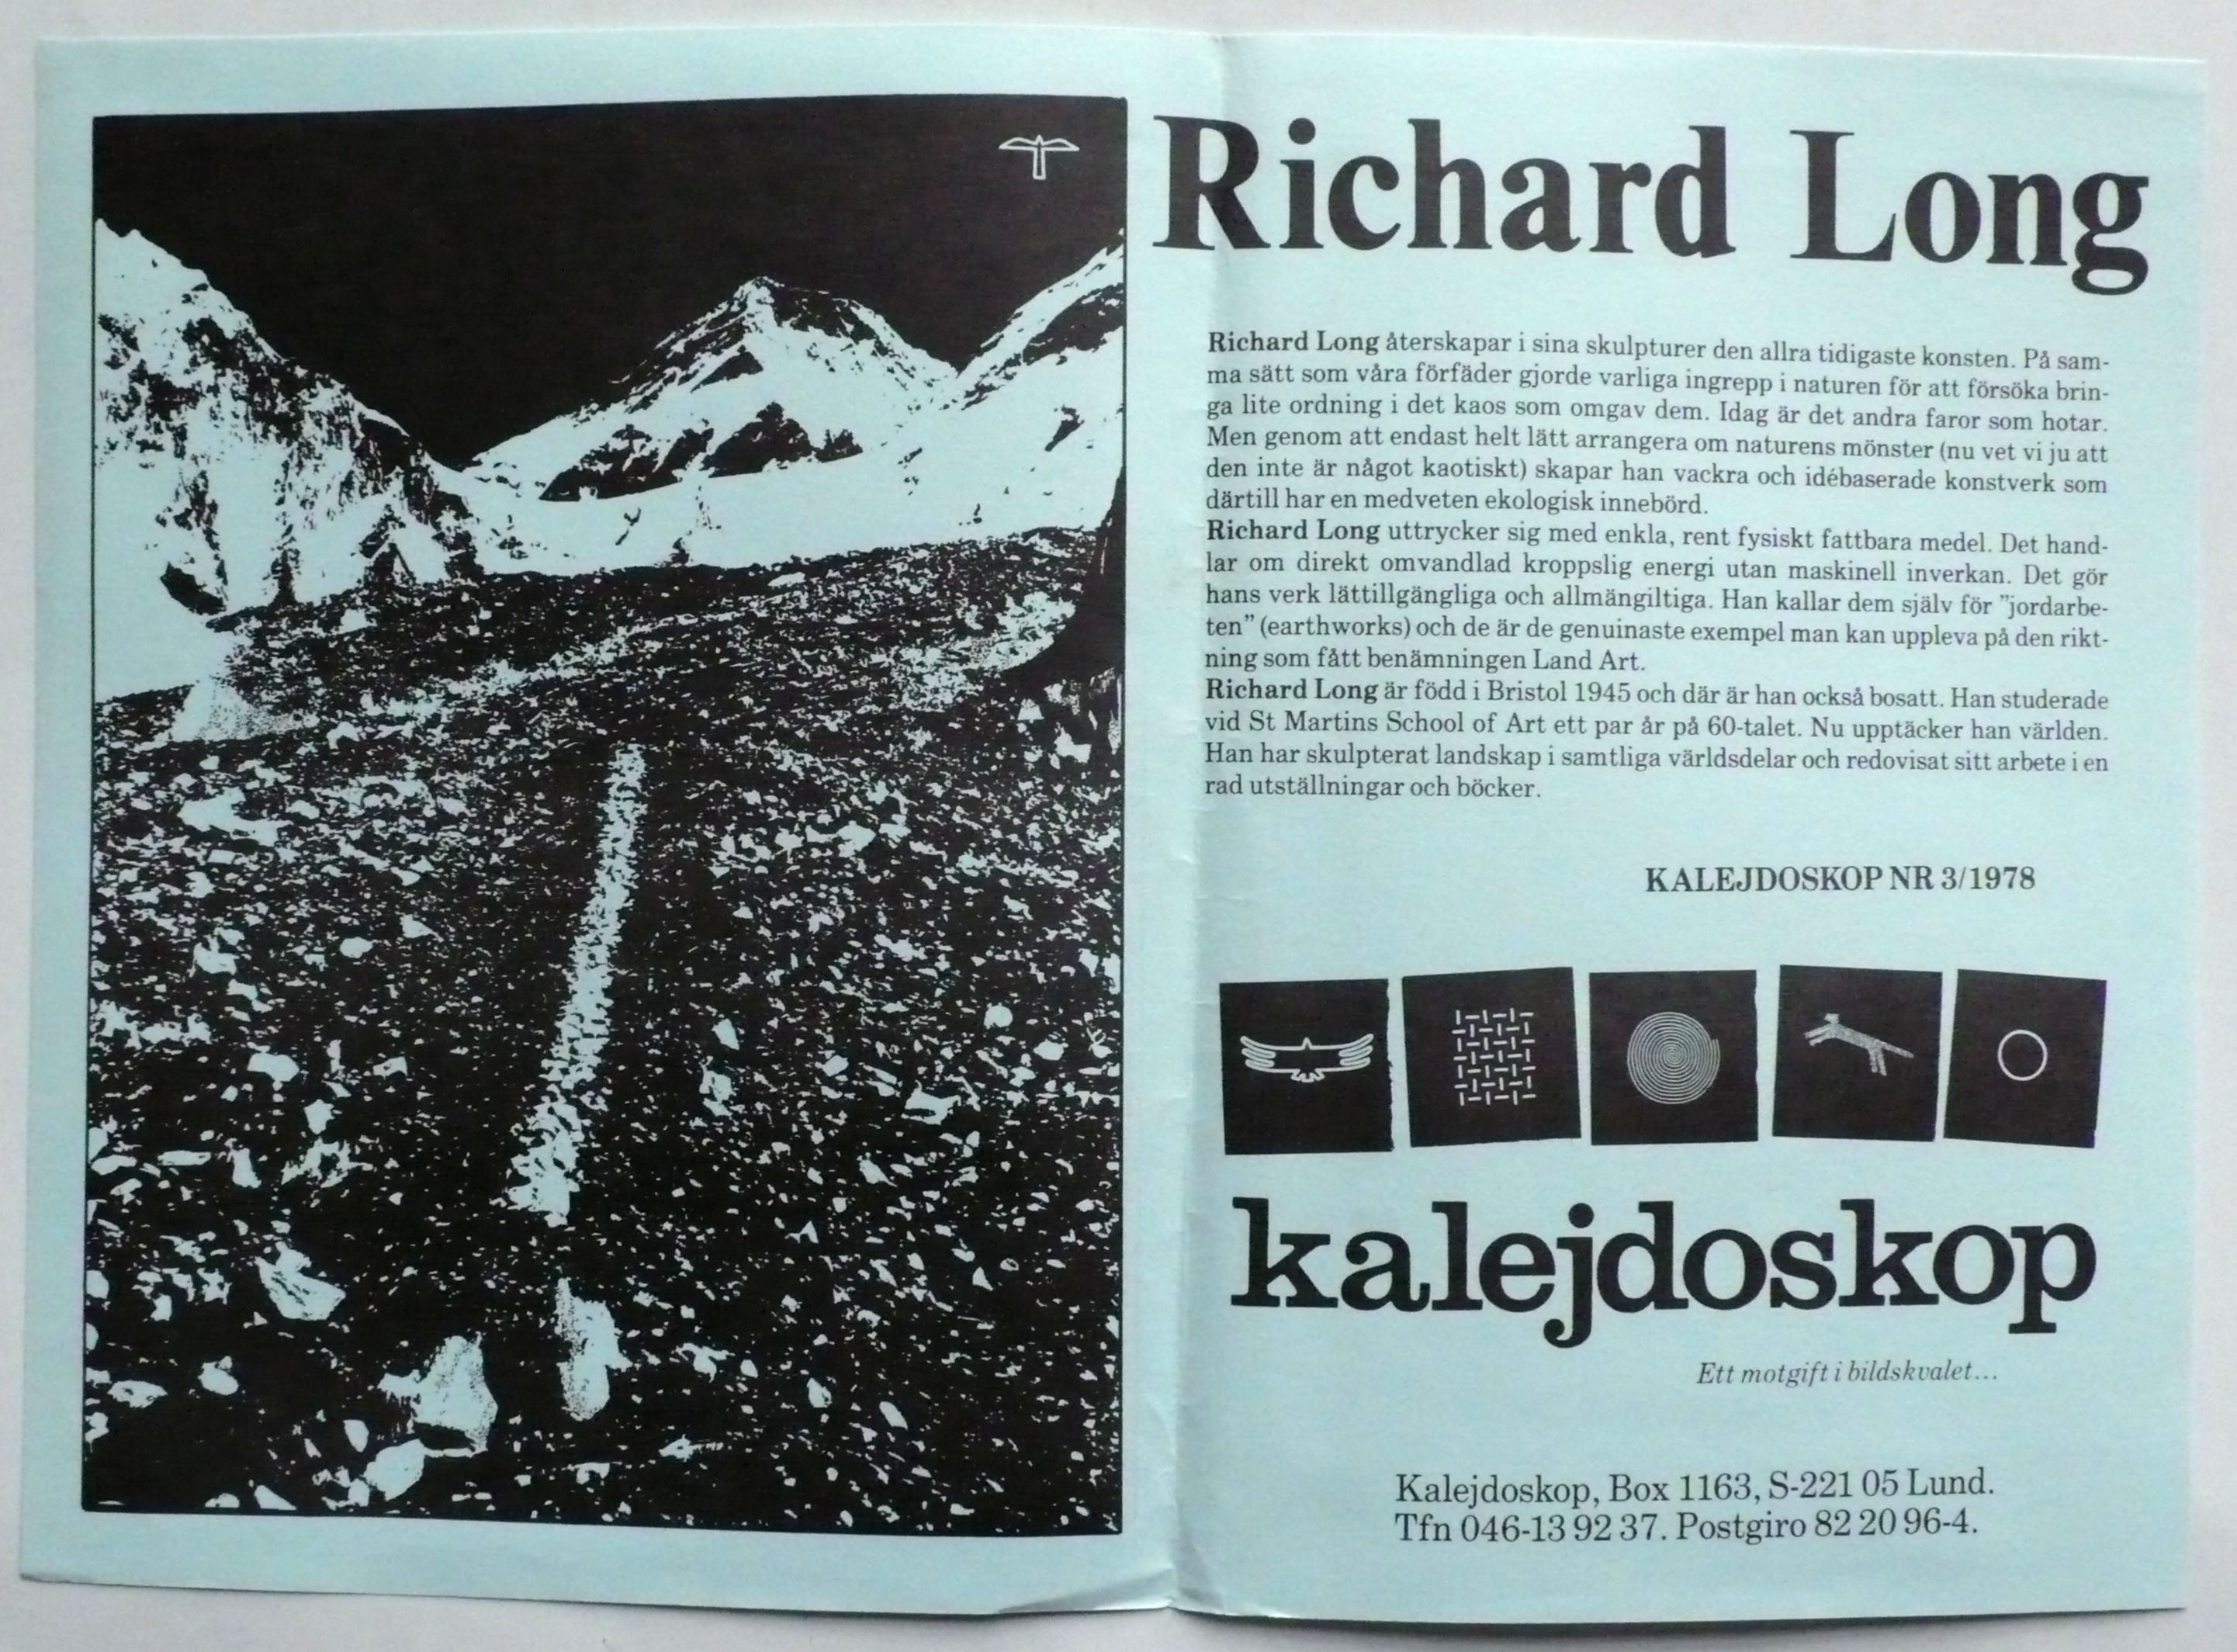 Richard Long
Richard Long återskapar i sina skulpturer den allra tidigaste konsten. På sam-
ma sätt som våra förfäder gjorde varliga ingrepp i naturen för att försöka brin-
ga lite ordning i det kaos som omgav dem. Idag är det andra faror som hotar.
Men genom att endast helt lätt arrangera om naturens mönster (nu vet vi ju att
den inte är något kaotiskt) skapar han vackra och idébaserade konstverk som
därtill har en medveten ekologisk innebörd.
Richard Long uttrycker sig med enkla, rent fysiskt fattbara medel. Det hand-
lar om direkt omvandlad kroppslig energi utan maskinell inverkan. Det gör
hans verk lättillgängliga och allmängiltiga. Han kallar dem själv för ”jordarbe-
ten” (earthworks) och de är de genuinaste exempel man kan uppleva på den rikt-
ning som fått benämningen Land Art.
Richard Long är född i Bristol 1945 och där är han också bosatt. Han studerade
vid St Martins School of Art ett par år på 60-talet. Nu upptäcker han världen.
Han har skulpterat landskap i samtliga världsdelar och redovisat sitt arbete i en
rad utställningar och böcker.
KALEJDOSKOP NR 3/1978
kalejdoskop
Ett motgift i bildskvalet...
Kalejdoskop, Box 1163, S-221 05 Lund.
Tfn 046-13 92 37. Postgiro 82 20 96-4.